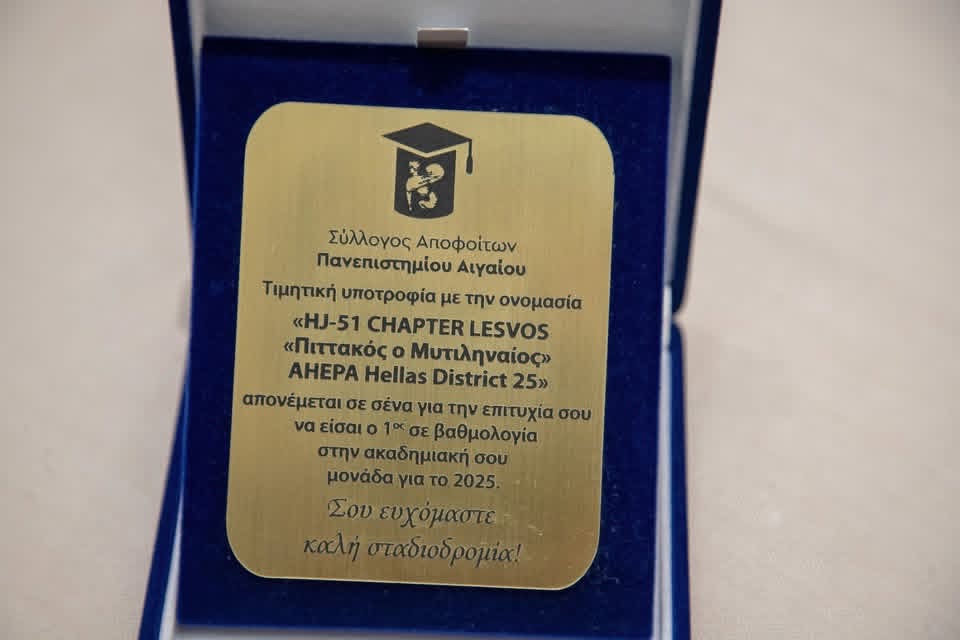 Σύλλογος Αποφοίτων
Πανεπιστημίου Αιγαίου
Τιμητική υποτροφία με την ονομασία
«HJ-51 CHAPTER LESVOS
«Πιττακός ο Μυτιληναίος»
AHEPA Hellas District 25»
απονέμεται σε σένα για την επιτυχία σου
να είσαι ο 1ος σε βαθμολογία
στην ακαδημιακή σου
μονάδα για το 2025.
Σου ευχόμαστε
καλή σταδιοδρομία!